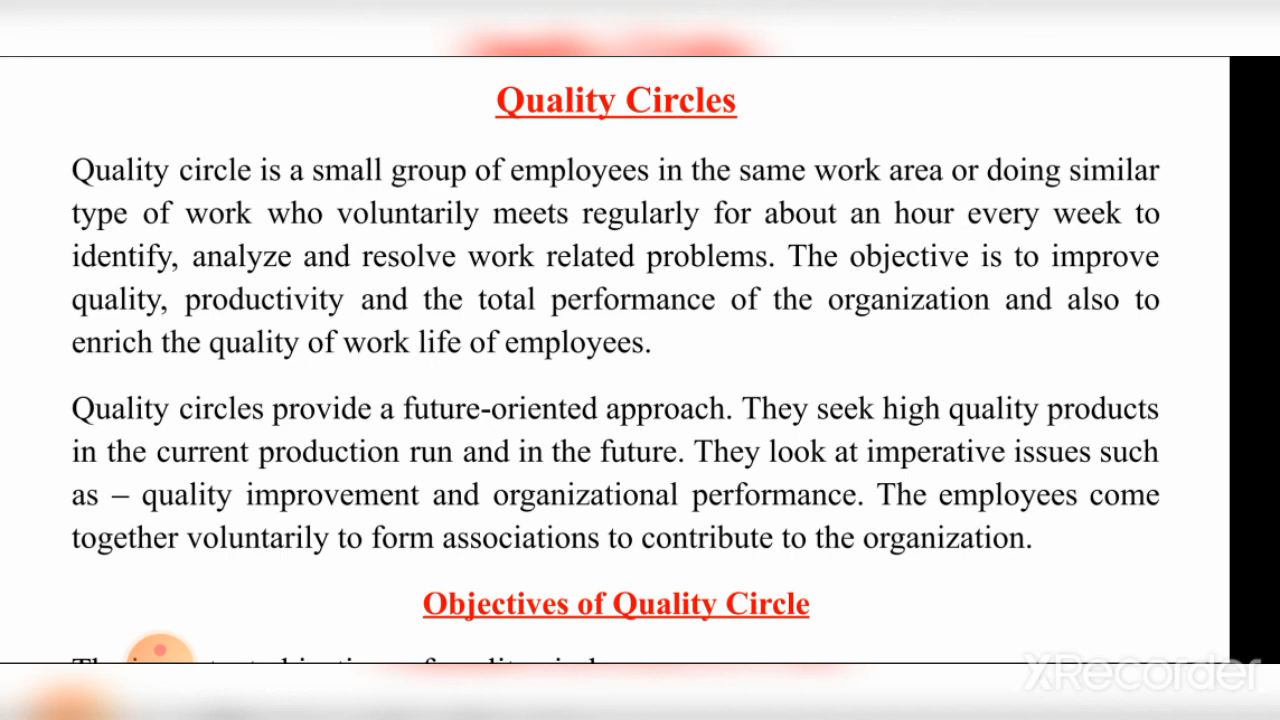 Quality Circles
Quality circle is a small group of employees in the same work area or doing similar
type of work who voluntarily meets regularly for about an hour every week to
identify, analyze and resolve work related problems. The objective is to improve
quality, productivity and the total performance of the organization and also to
enrich the quality of work life of employees.
Quality circles provide a future-oriented approach. They seek high quality products
in the current production run and in the future. They look at imperative issues such
as – quality improvement and organizational performance. The employees come
together voluntarily to form associations to contribute to the organization.
Objectives of Quality Circle
XRecorder